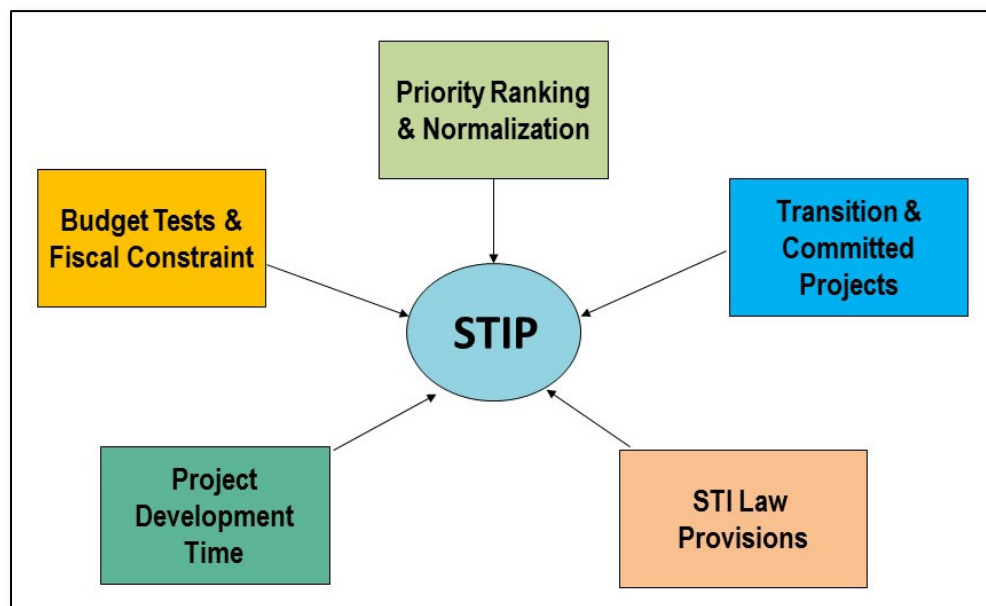 Priority Ranking
& Normalization
Budget Tests &
Fiscal Constraint
Transition &
Committed
Projects
STIP
Project
Development
Time
STI Law
Provisions